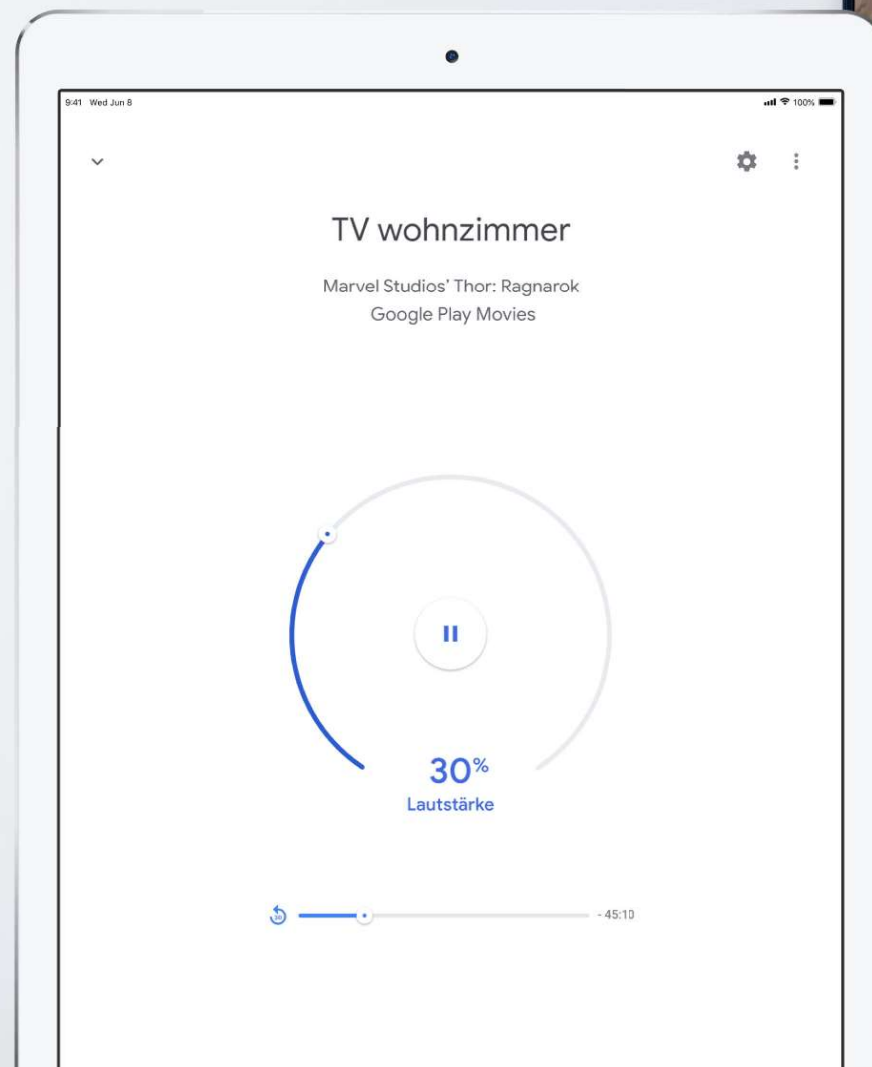 9:41 Wed Jun 8
100%
TV wohnzimmer
Marvel Studios' Thor: Ragnarok
Google Play Movies
30%
Lautstärke
30
- 45:10